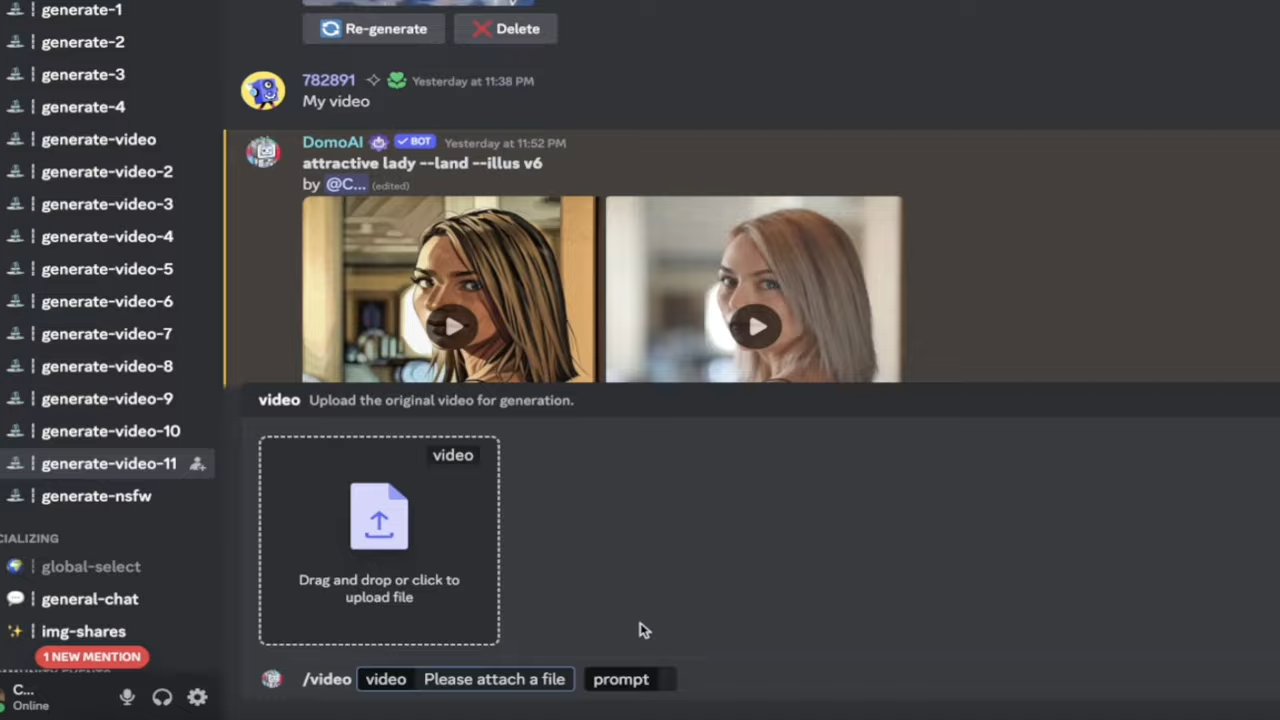 generate-1
generate-2
generate-3
generate-4
generate-video
generate-video-2
generate-video-3
generate-video-4
generate-video-5
generate-video-6
generate-video-7
generate-video-8
generate-video-9
generate-video-10
generate-video-11
generate-nsfw
CIALIZING
global-select
general-chat
img-shares
1 NEW MENTION
C...
Online
Re-generate Delete
782891 Yesterday at 11:38 PM
My video
DomoAI BOT Yesterday at 11:52 PM
attractive lady --land --illus v6
by @C... (edited)
video Upload the original video for generation.
video
Drag and drop or click to
upload file
/video video Please attach a file prompt